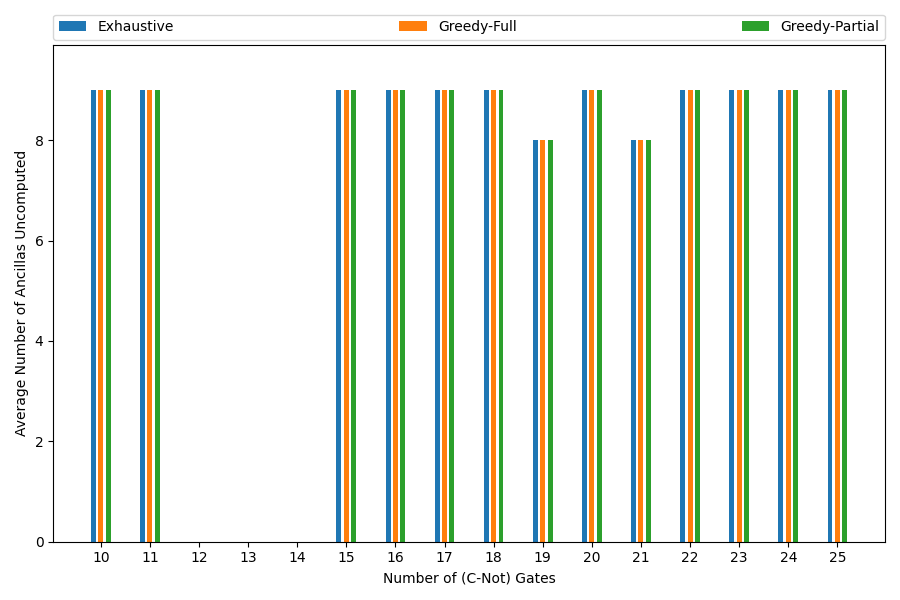 Exhaustive Greedy-Full Greedy-Partial
Average Number of Ancillas Uncomputed
8
6
4
2
0
10 11 12 13 14 15 16 17 18 19 20 21 22 23 24 25
Number of (C-Not) Gates